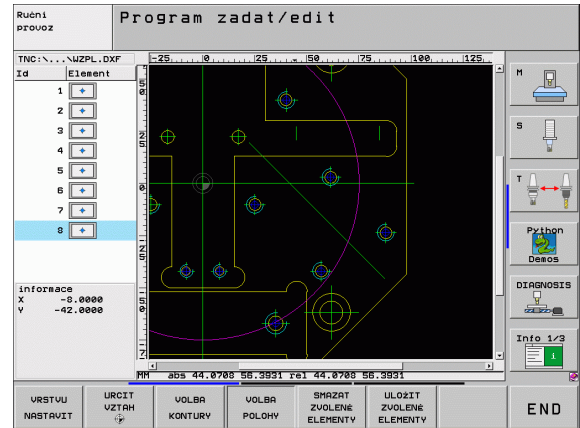 Ruční
provoz
Program zadat/edit
TNC:\...\WZPL.DXF
Id Element
1
2
3
4
5
6
7
8
-25 0 25 50 75 100 125
informace
X -8.0000
Y -42.0000
MM abs 44.0708 56.3931 rel 44.0708 56.3931
M
S
T
Python
Demos
DIAGNOSIS
Info 1/3
i
VRSTVU
NASTAVIT
URCIT
VZTAH
VOLBA
KONTURY
VOLBA
POLOHY
SMAZAT
ZVOLENÉ
ELEMENTY
ULOŽIT
ZVOLENÉ
ELEMENTY
END